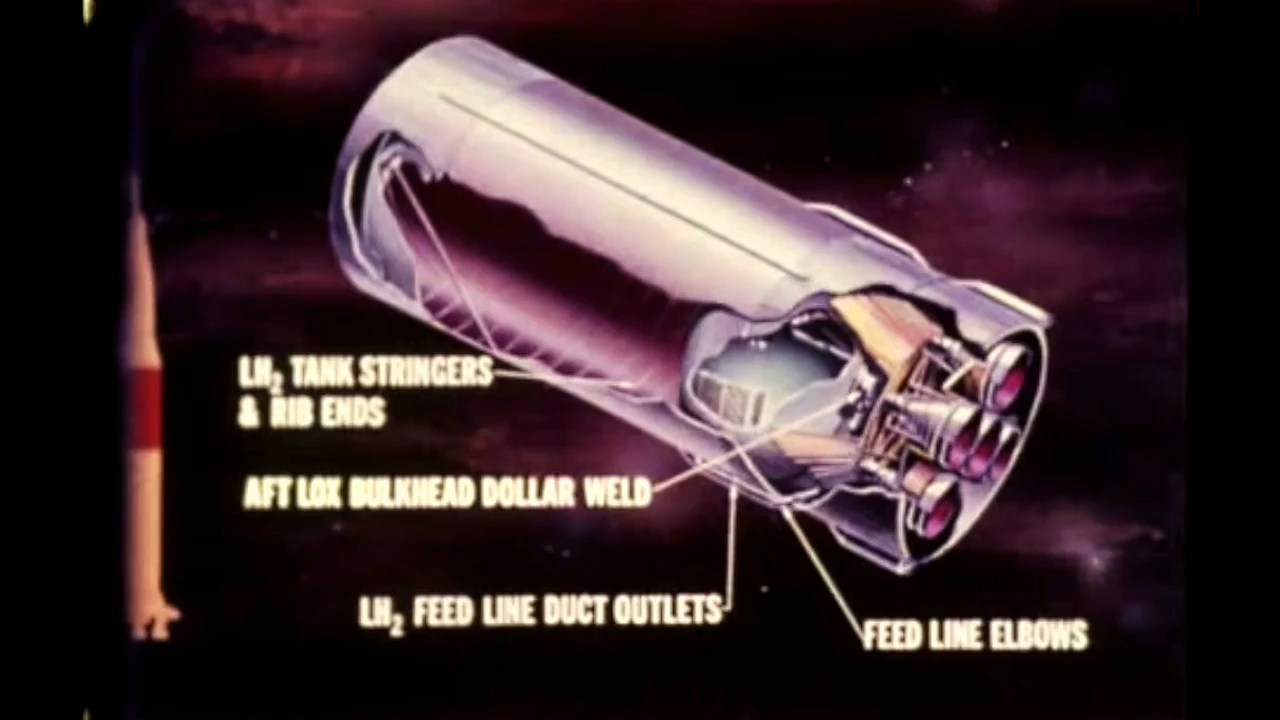 LH₂ TANK STRINGERS
& RIB ENDS
AFT LOX BULKHEAD DOLLAR WELD
LH₂ FEED LINE DUCT OUTLETS
FEED LINE ELBOWS